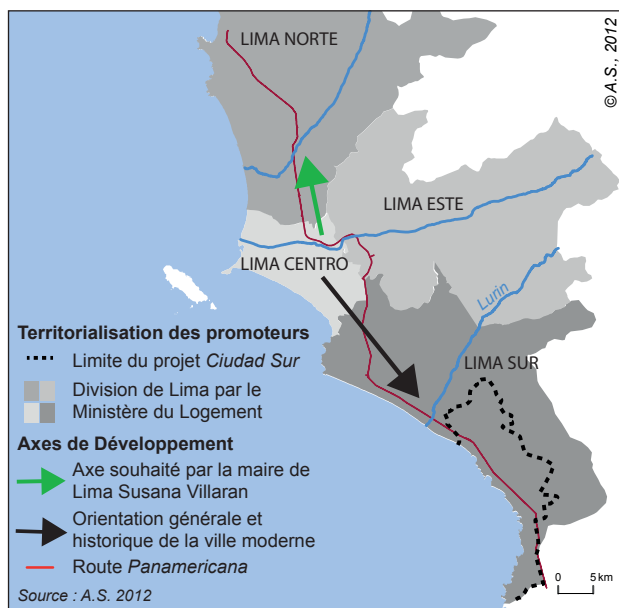 LIMA NORTE
© A.S., 2012
LIMA ESTE
LIMA CENTRO
Lurin
LIMA SUR
Territorialisation des promoteurs
Limite du projet Ciudad Sur
Division de Lima par le
Ministère du Logement
Axes de Développement
Axe souhaité par la maire de
Lima Susana Villaran
Orientation générale et
historique de la ville moderne
Route Panamericana
Source : A.S. 2012
0 5 km